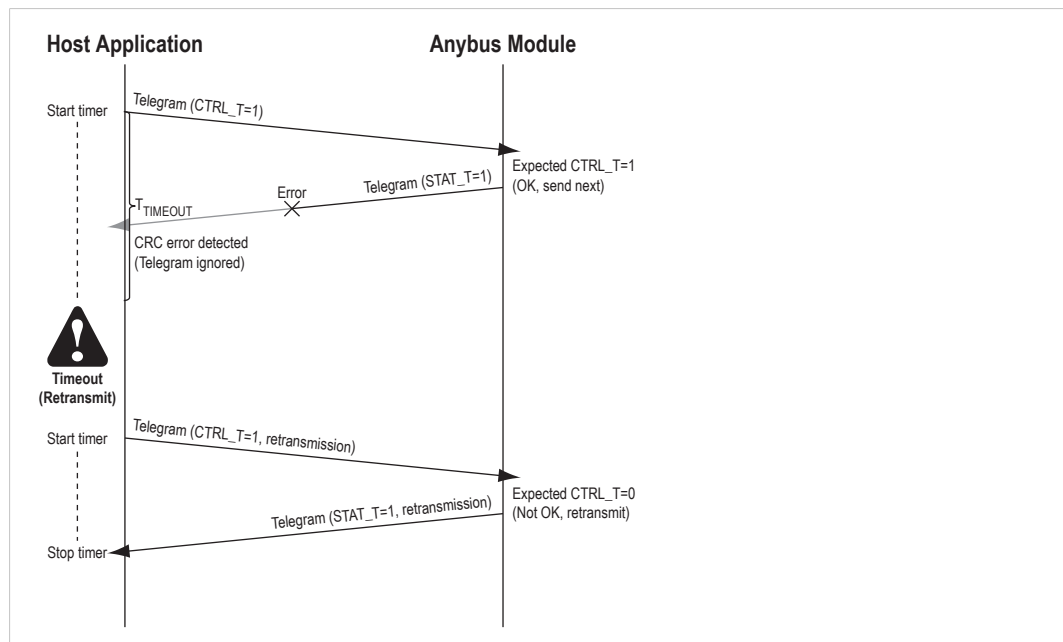 Host Application
Anybus Module
Start timer
Telegram (CTRL_T=1)
Expected CTRL_T=1
(OK, send next)
Telegram (STAT_T=1)
Error
TTIMEOUT
CRC error detected
(Telegram ignored)
Timeout
(Retransmit)
Start timer
Telegram (CTRL_T=1, retransmission)
Expected CTRL_T=0
(Not OK, retransmit)
Telegram (STAT_T=1, retransmission)
Stop timer